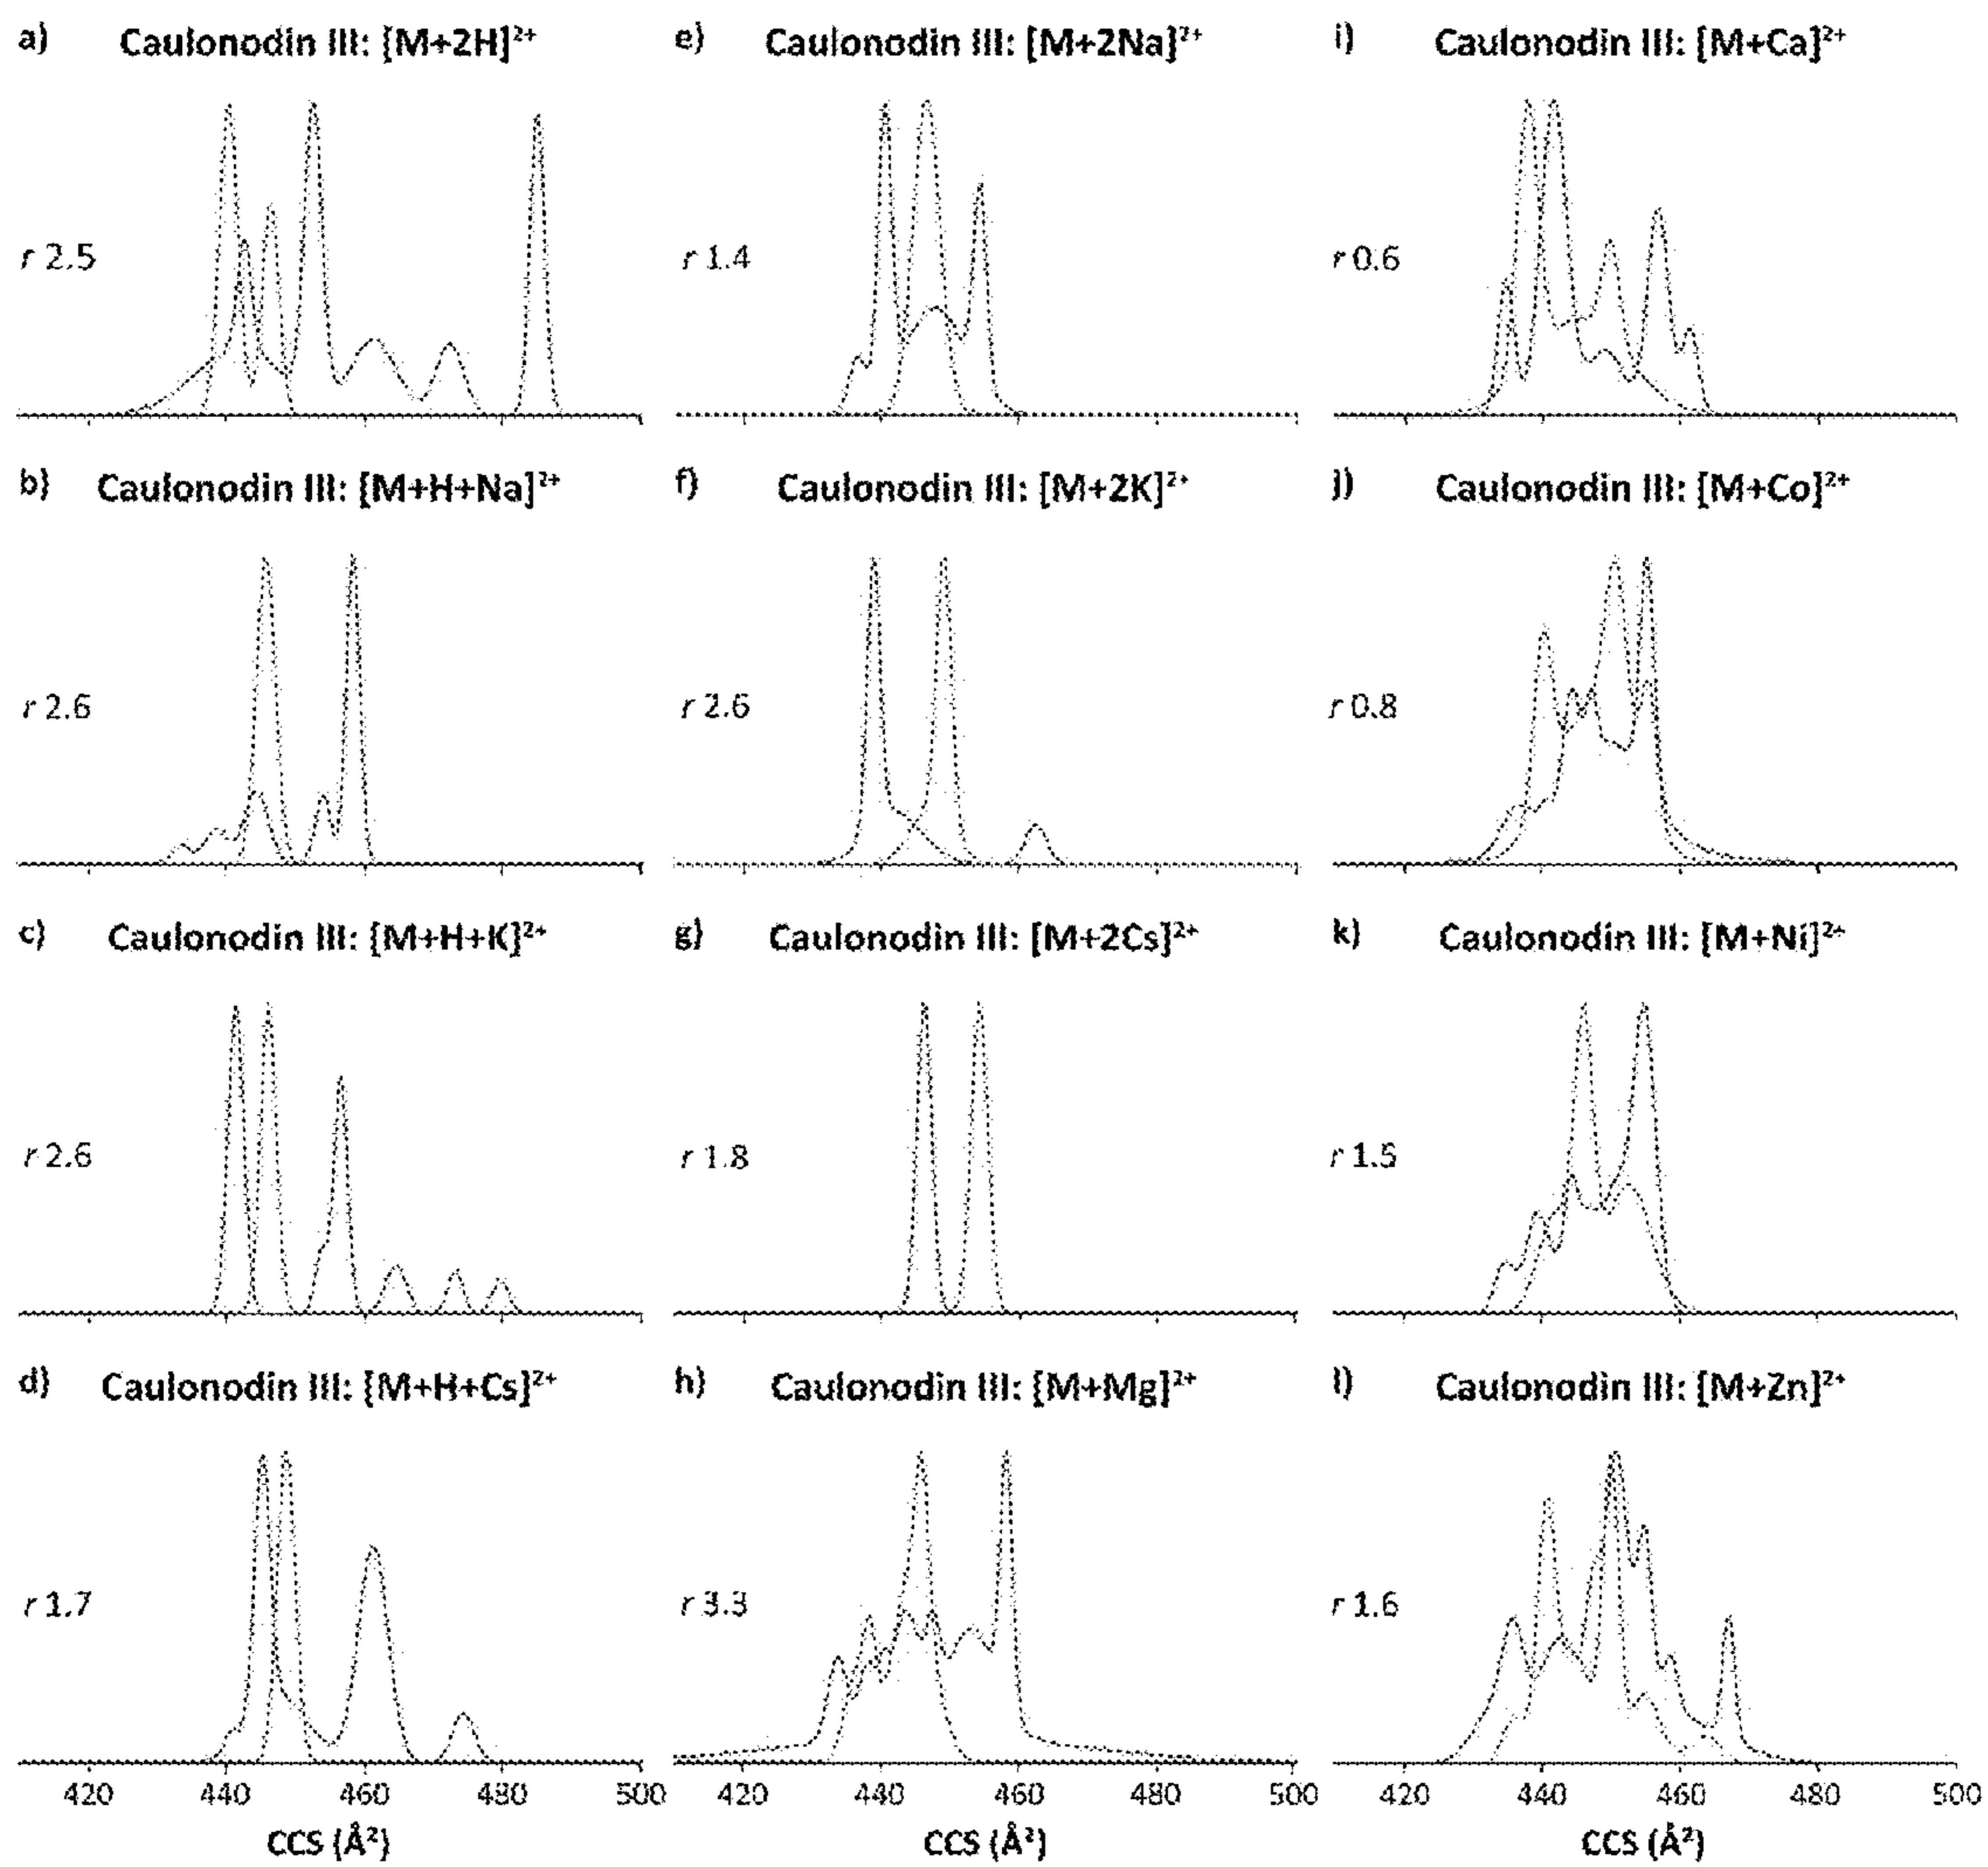 a) Caulonodin III: [M+2H]²⁺
r 2.5
b) Caulonodin III: [M+H+Na]²⁺
r 2.6
c) Caulonodin III: [M+H+K]²⁺
r 2.6
d) Caulonodin III: [M+H+Cs]²⁺
r 1.7
420 440 460 480 500
CCS (Å²)
e) Caulonodin III: [M+2Na]²⁺
r 1.4
f) Caulonodin III: [M+2K]²⁺
r 2.6
g) Caulonodin III: [M+2Cs]²⁺
r 1.8
h) Caulonodin III: [M+Mg]²⁺
r 3.3
420 440 460 480 500
CCS (Å²)
i) Caulonodin III: [M+Ca]²⁺
r 0.6
j) Caulonodin III: [M+Co]²⁺
r 0.8
k) Caulonodin III: [M+Ni]²⁺
r 1.5
l) Caulonodin III: [M+Zn]²⁺
r 1.6
420 440 460 480 500
CCS (Å²)